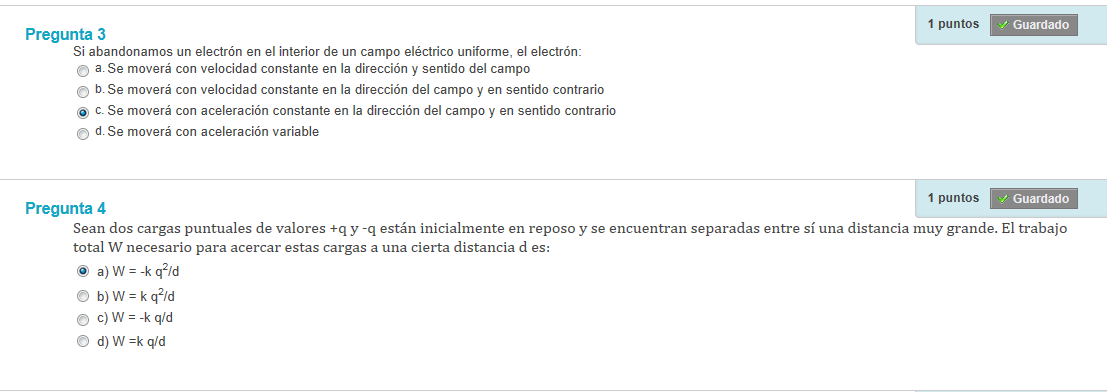 1 puntos Guardado
Pregunta 3
Si abandonamos un electrón en el interior de un campo eléctrico uniforme, el electrón:
a. Se moverá con velocidad constante en la dirección y sentido del campo
b. Se moverá con velocidad constante en la dirección del campo y en sentido contrario
c. Se moverá con aceleración constante en la dirección del campo y en sentido contrario
d. Se moverá con aceleración variable
1 puntos Guardado
Pregunta 4
Sean dos cargas puntuales de valores +q y -q están inicialmente en reposo y se encuentran separadas entre sí una distancia muy grande. El trabajo
total W necesario para acercar estas cargas a una cierta distancia d es:
a) W = -k q²/d
b) W = k q²/d
c) W = -k q/d
d) W =k q/d